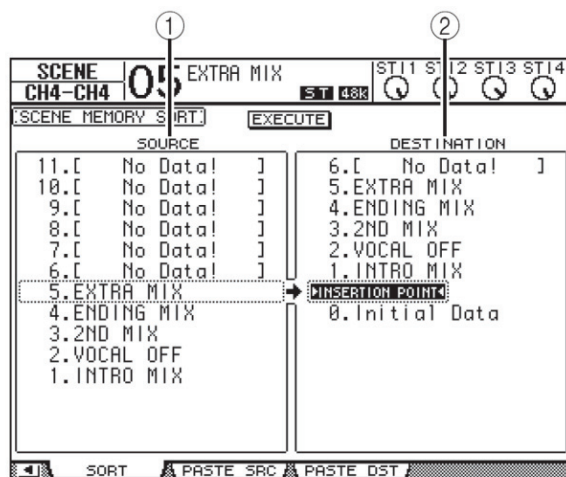 1 2
SCENE
CH4-CH4
05 EXTRA MIX
ST 48K
STI1 STI2 STI3 STI4
SCENE MEMORY SORT
EXECUTE
SOURCE
11.[ No Data! ]
10.[ No Data! ]
9.[ No Data! ]
8.[ No Data! ]
7.[ No Data! ]
6.[ No Data! ]
5.EXTRA MIX
4.ENDING MIX
3.2ND MIX
2.VOCAL OFF
1.INTRO MIX
DESTINATION
6.[ No Data! ]
5.EXTRA MIX
4.ENDING MIX
3.2ND MIX
2.VOCAL OFF
1.INTRO MIX
INSERTION POINT
0.Initial Data
SORT
PASTE SRC
PASTE DST